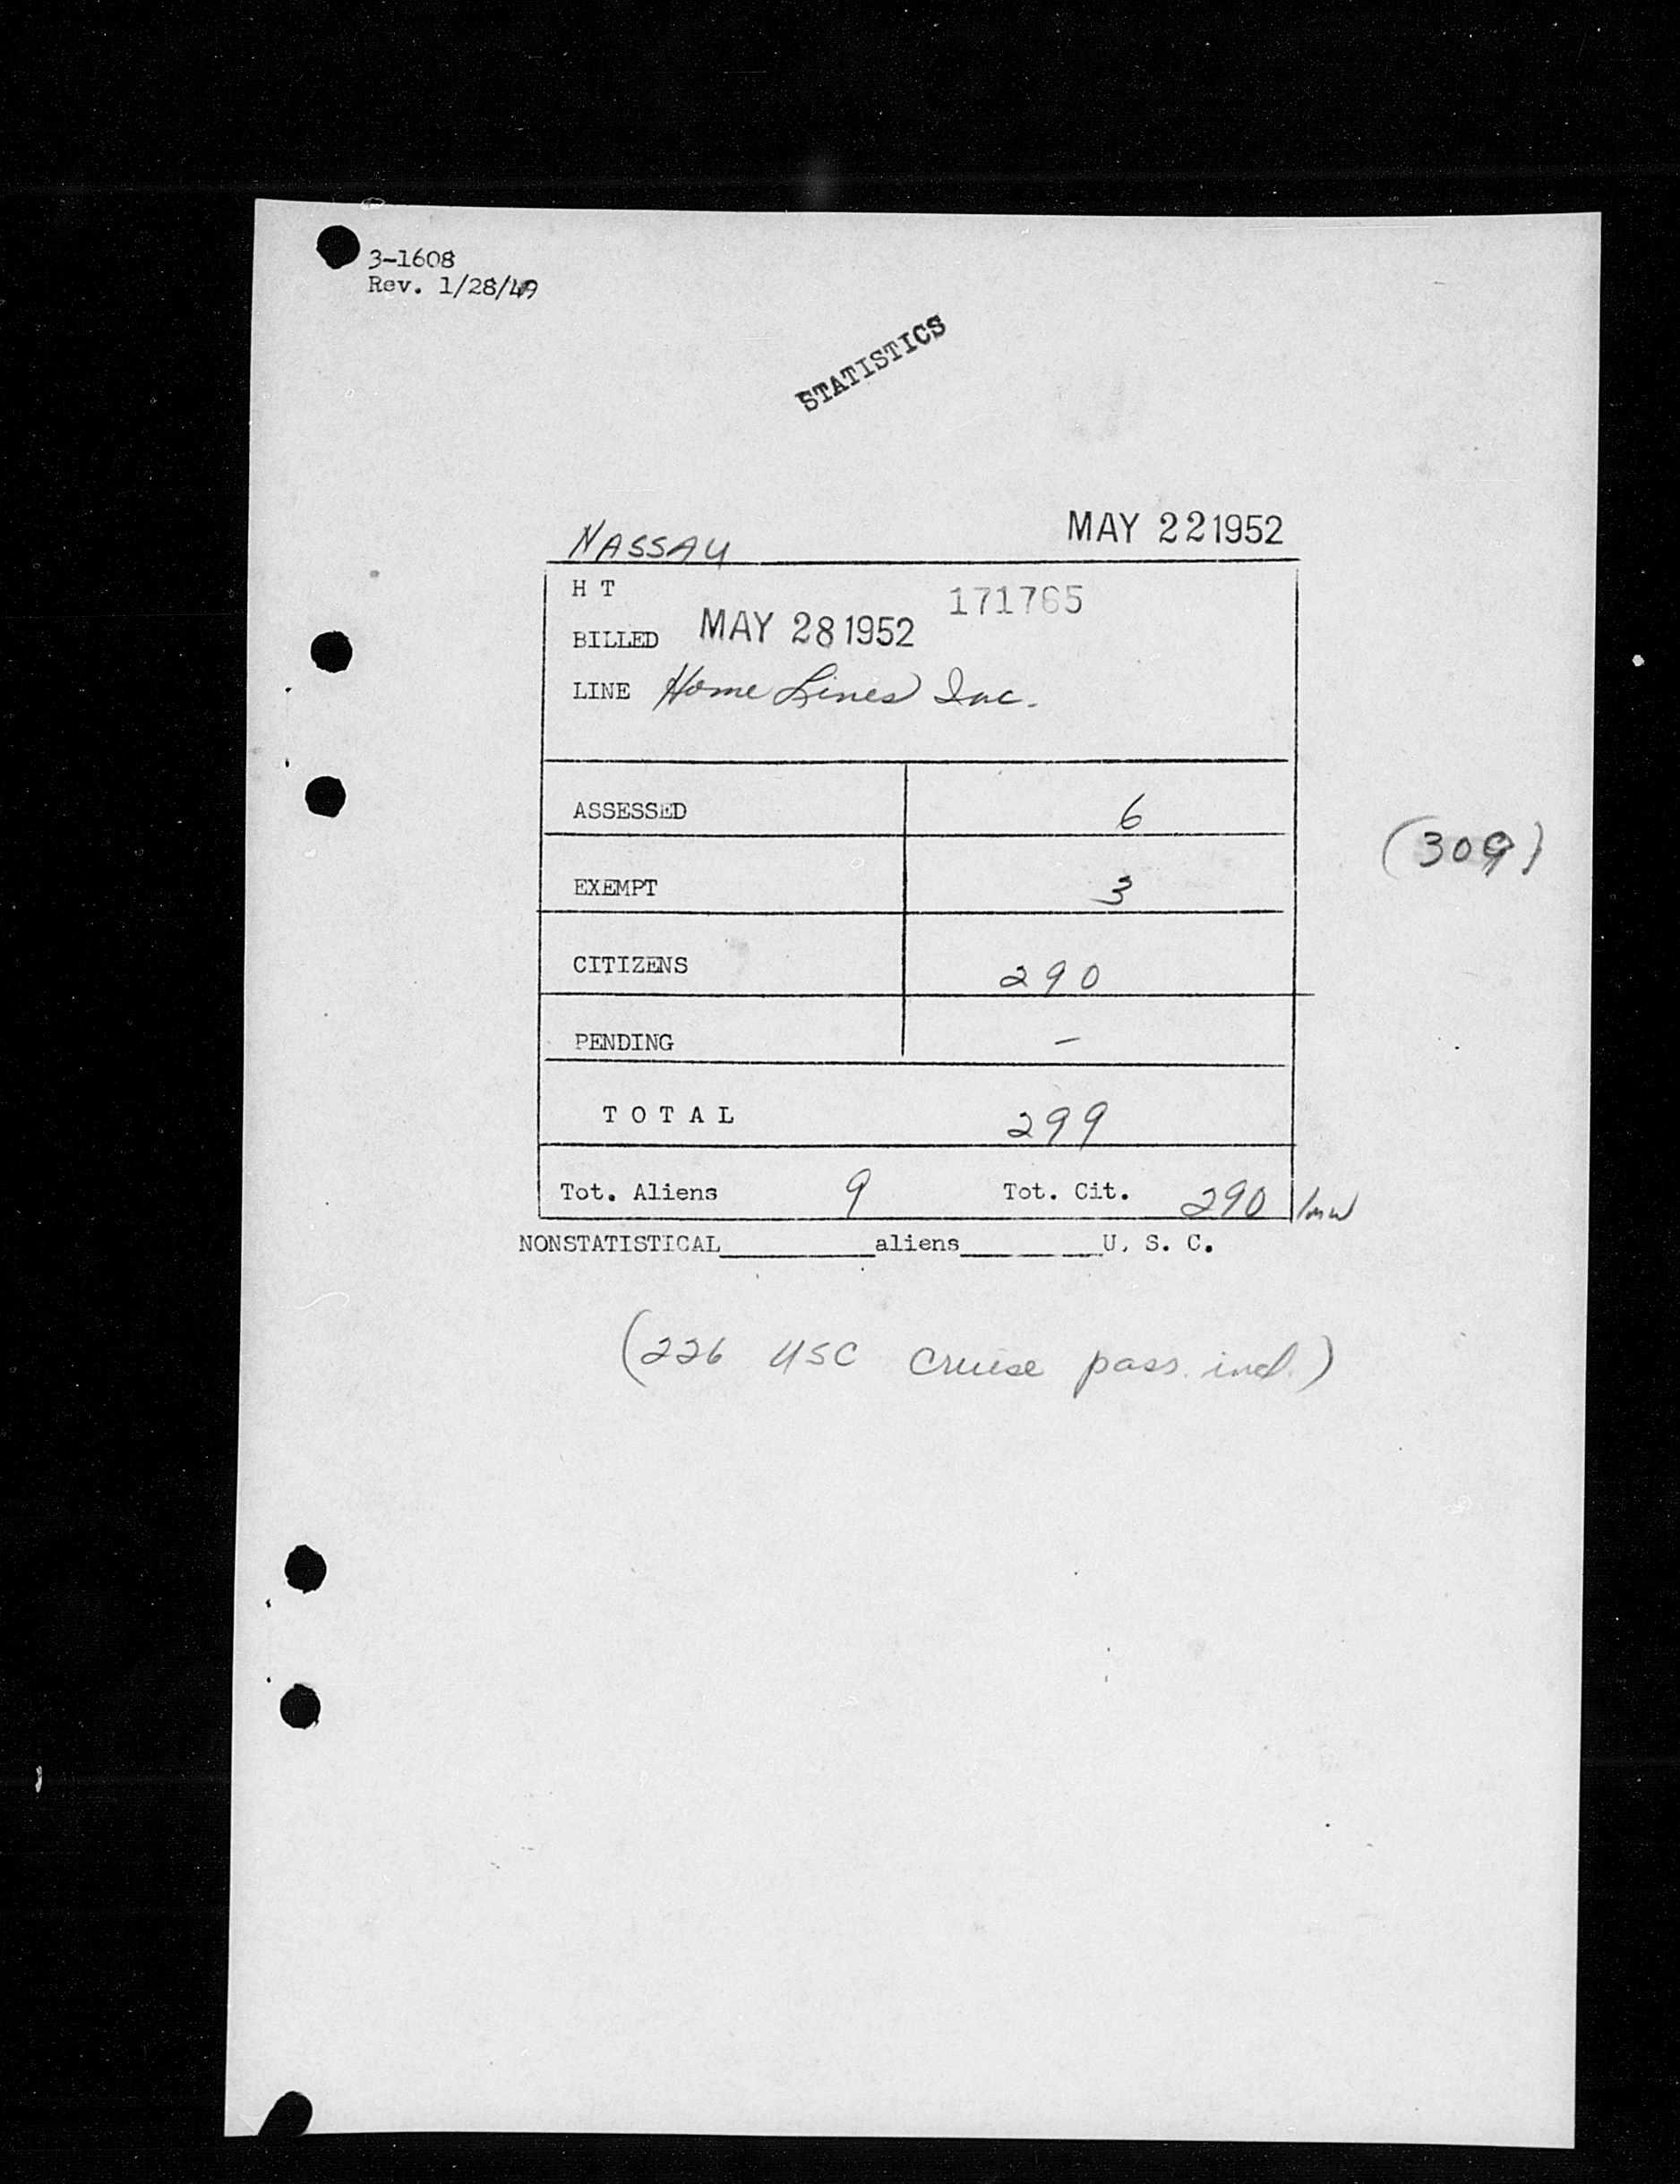 3-1608
Rev. 1/28/49
STATISTICS
NASSAU MAY 22 1952
H T 171765
BILLED MAY 28 1952
LINE Home Lines Inc.
ASSESSED 6
(309)
EXEMPT 3
CITIZENS 290
PENDING –
T O T A L 299
Tot. Aliens 9 Tot. Cit. 290
NONSTATISTICAL aliens U. S. C.
(226 USC cruise pass. incl.)